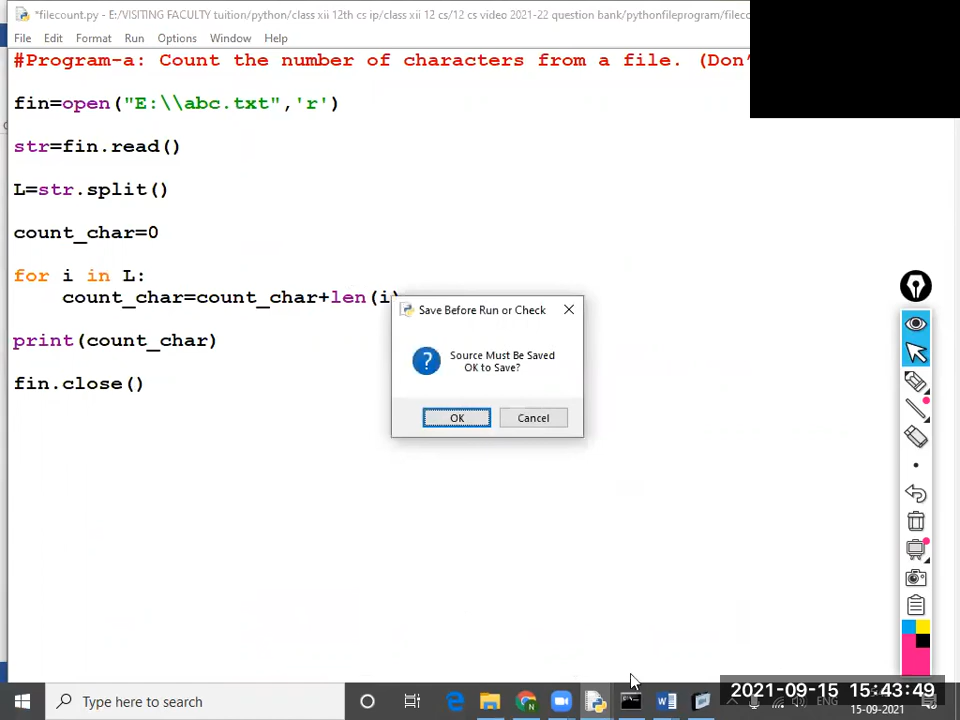 *filecount.py - E:/VISITING FACULTY tuition/python/class xii 12th cs ip/class xii 12 cs/12 cs video 2021-22 question bank/pythonfileprogram/fileco
File Edit Format Run Options Window Help
#Program-a: Count the number of characters from a file. (Don'
fin=open("E:\\abc.txt",'r')
str=fin.read()
L=str.split()
count_char=0
for i in L:
count_char=count_char+len(i)
print(count_char)
fin.close()
Save Before Run or Check
Source Must Be Saved
OK to Save?
OK Cancel
Type here to search
ENG
2021-09-15 15:43:49
15-09-2021